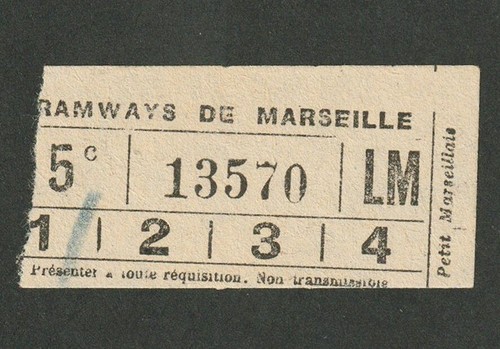 RAMWAYS DE MARSEILLE
5c 13570 LM
1 2 3 4
Présenter à toute réquisition. Non transmissible
Petit Marseillais